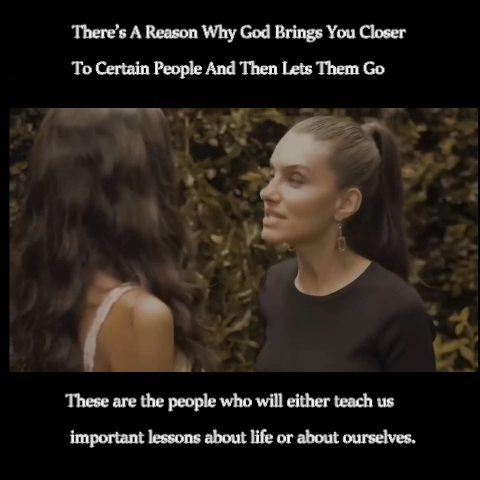 There's A Reason Why God Brings You Closer
To Certain People And Then Lets Them Go
These are the people who will either teach us
important lessons about life or about ourselves.